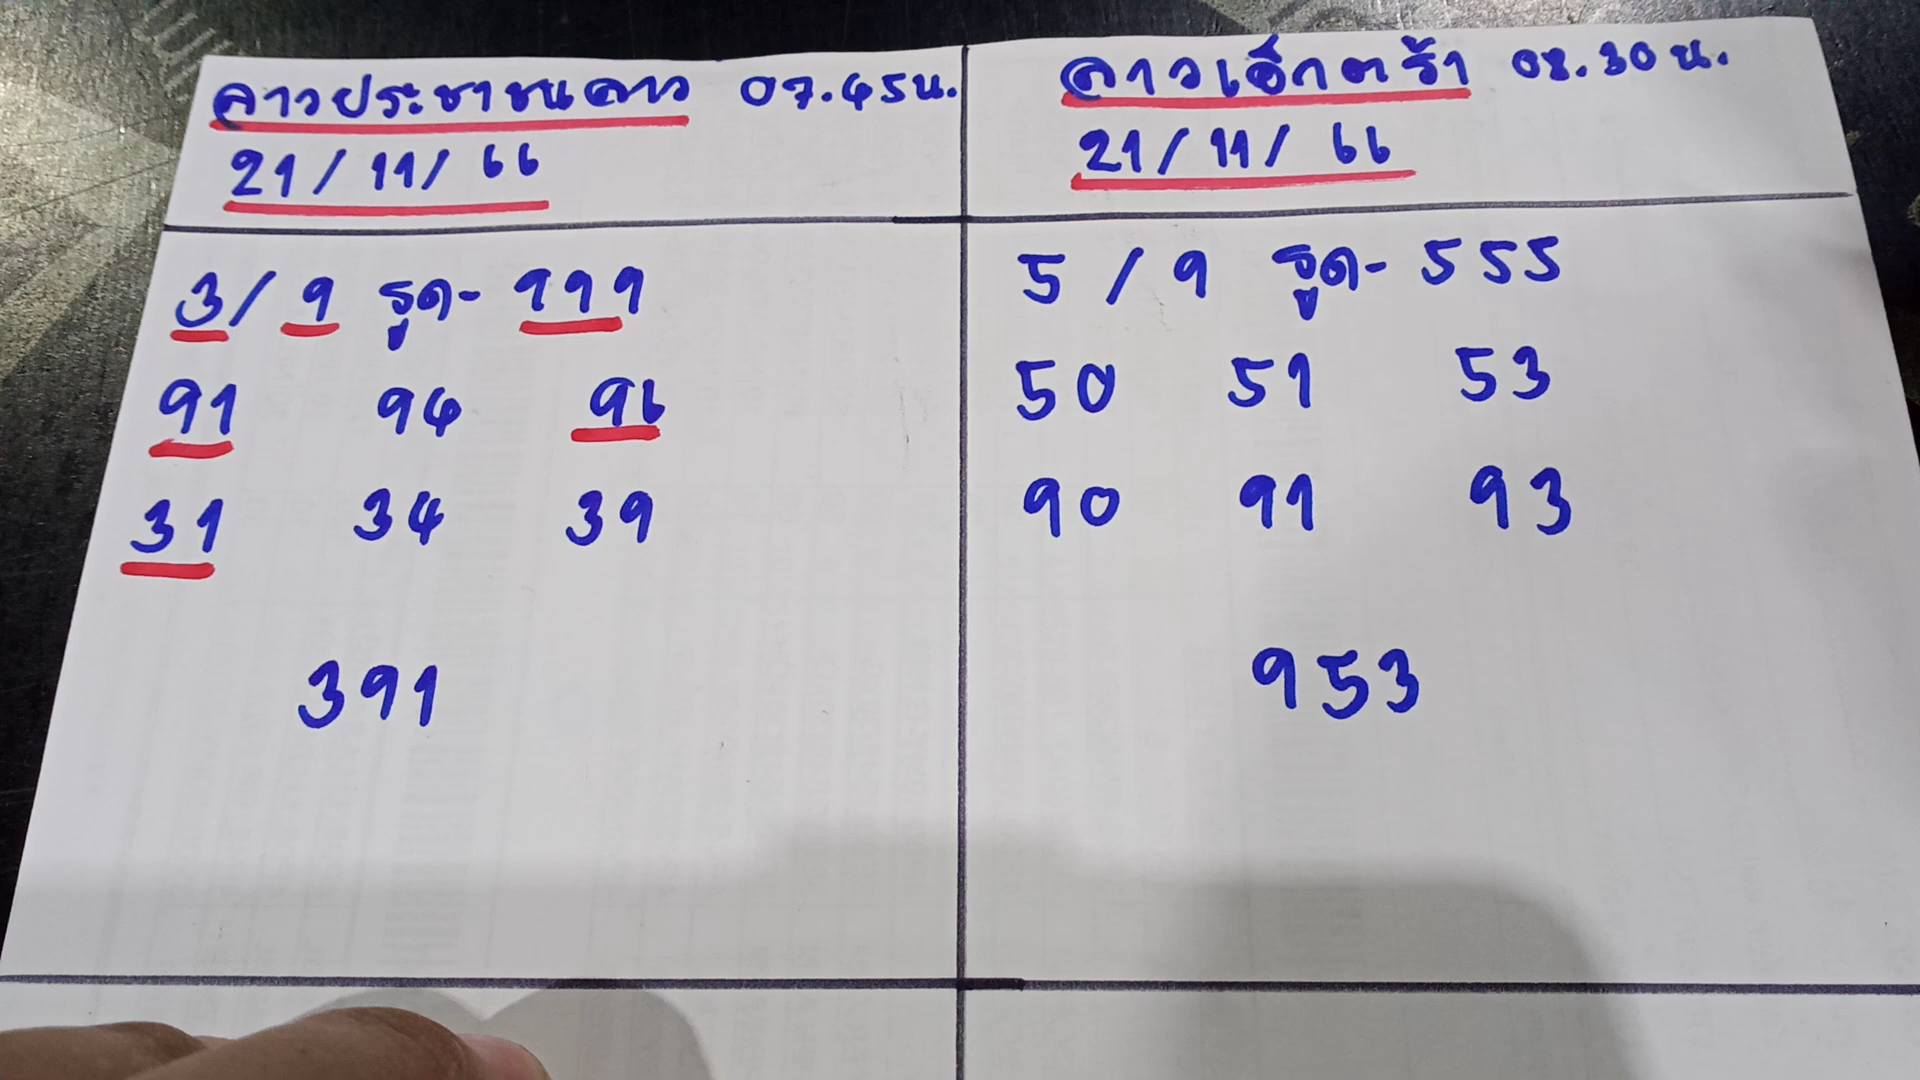 ลาวประชาชนลาว 07.45น.
21/11/66
3/9 รูด- 999
91 94 96
31 34 39
391
ลาวเอ็กตร้า 08.30น.
21/11/66
5/9 รูด- 555
50 51 53
90 91 93
953